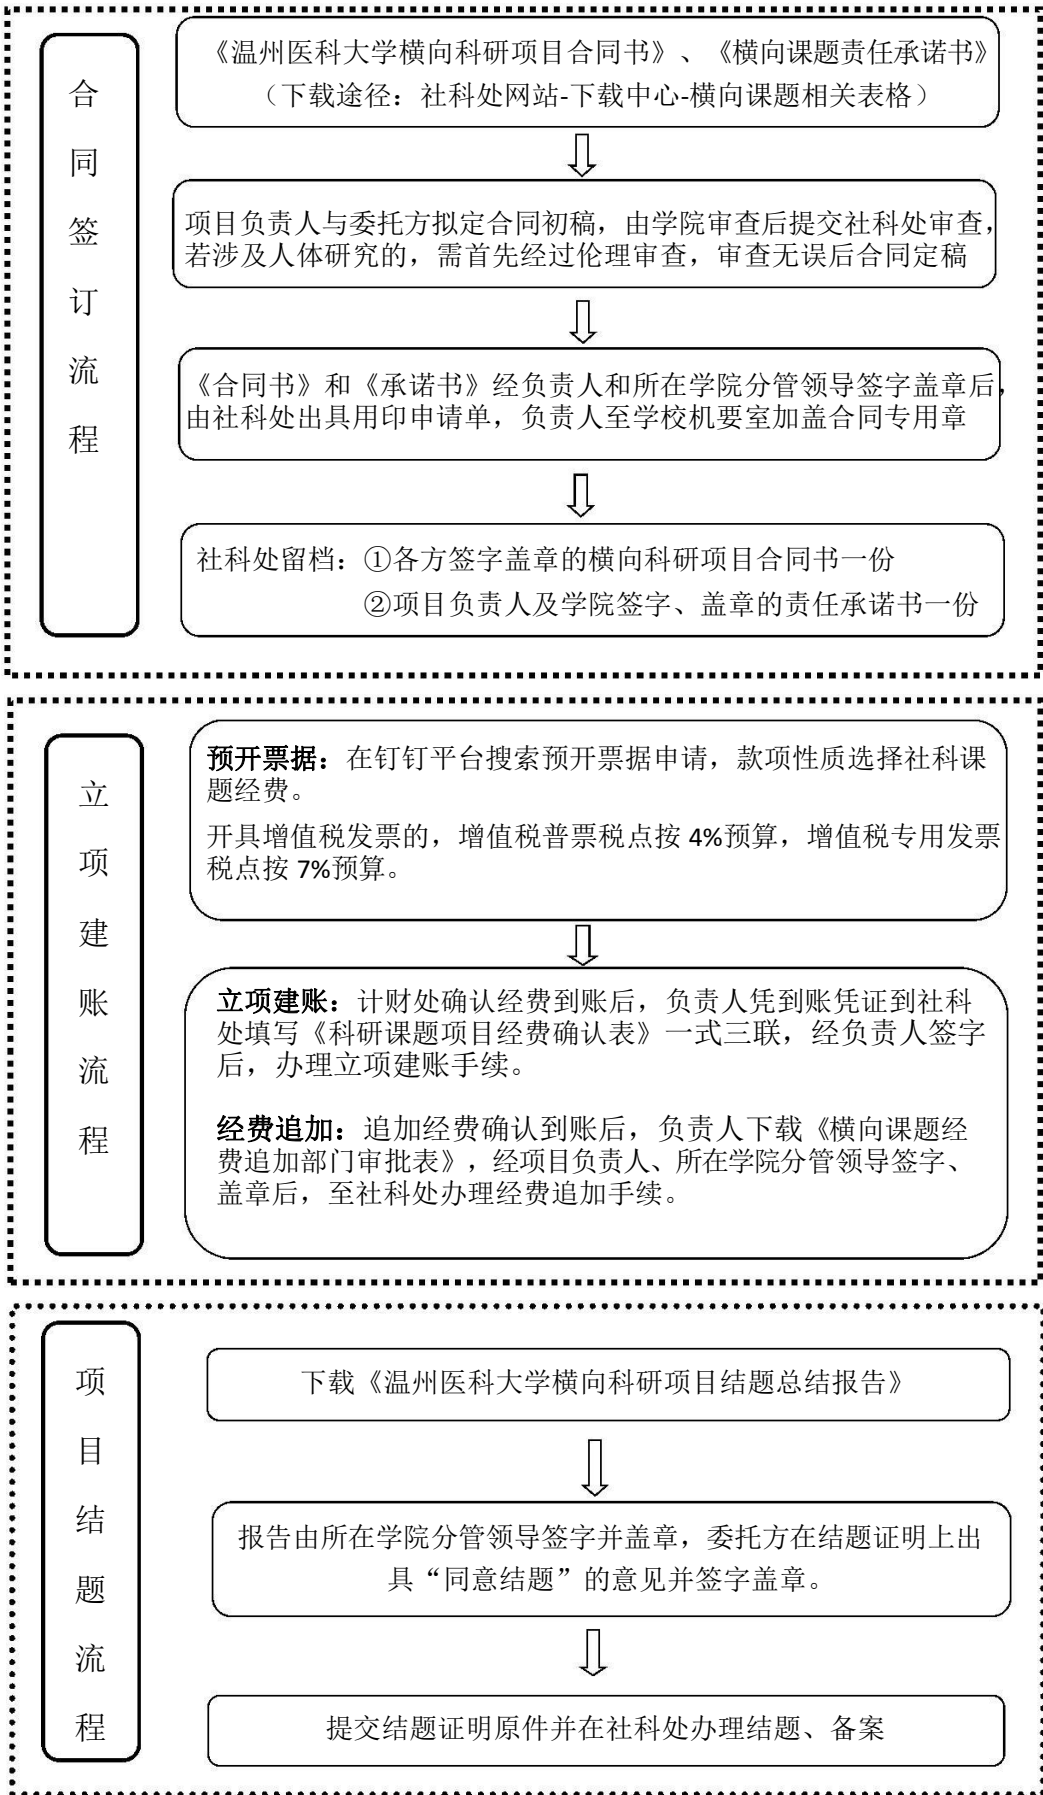 合同签订流程
《温州医科大学横向科研项目合同书》、《横向课题责任承诺书》
（下载途径：社科处网站-下载中心-横向课题相关表格）
项目负责人与委托方拟定合同初稿，由学院审查后提交社科处审查，
若涉及人体研究的，需首先经过伦理审查，审查无误后合同定稿
《合同书》和《承诺书》经负责人和所在学院分管领导签字盖章后，
由社科处出具用印申请单，负责人至学校机要室加盖合同专用章
社科处留档：①各方签字盖章的横向科研项目合同书一份
②项目负责人及学院签字、盖章的责任承诺书一份
立项建账流程
预开票据：在钉钉平台搜索预开票据申请，款项性质选择社科课
题经费。
开具增值税发票的，增值税普票税点按 4%预算，增值税专用发票
税点按 7%预算。
立项建账：计财处确认经费到账后，负责人凭到账凭证到社科
处填写《科研课题项目经费确认表》一式三联，经负责人签字
后，办理立项建账手续。
经费追加：追加经费确认到账后，负责人下载《横向课题经
费追加部门审批表》，经项目负责人、所在学院分管领导签字、
盖章后，至社科处办理经费追加手续。
项目结题流程
下载《温州医科大学横向科研项目结题总结报告》
报告由所在学院分管领导签字并盖章，委托方在结题证明上出
具“同意结题”的意见并签字盖章。
提交结题证明原件并在社科处办理结题、备案